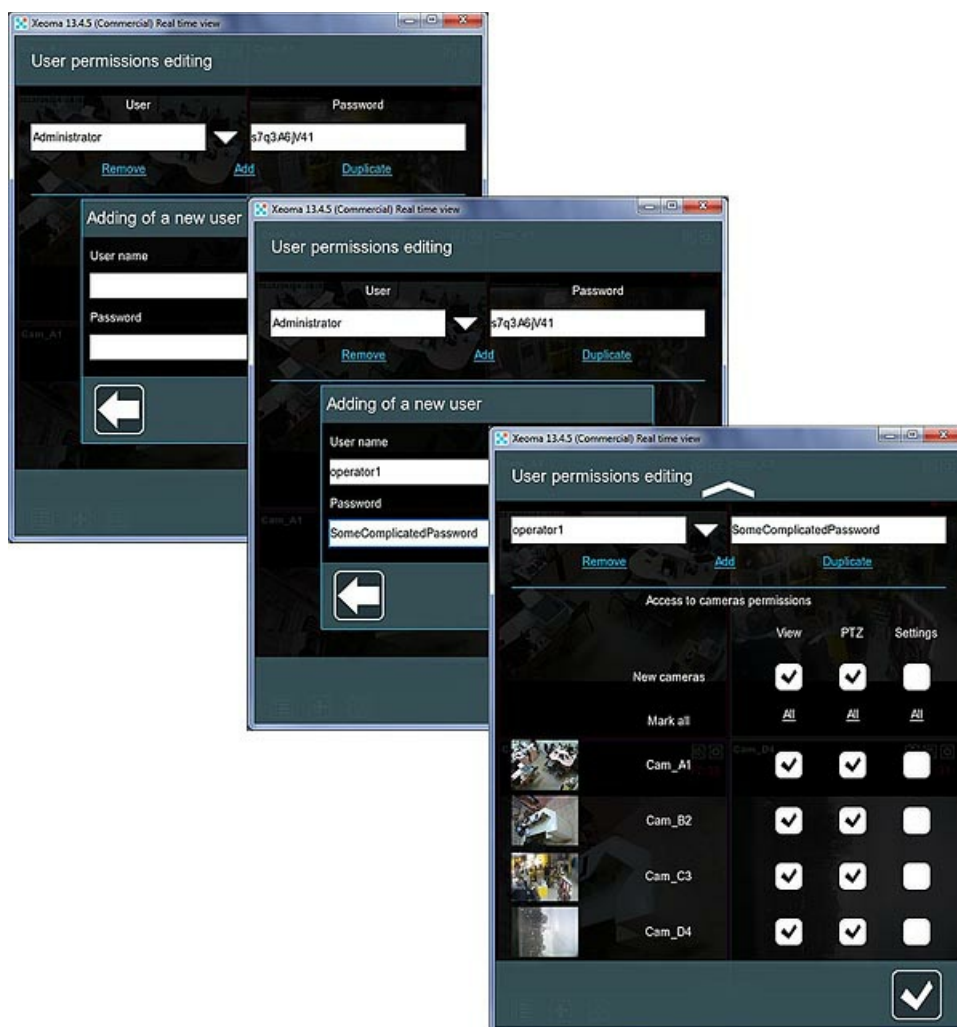 Xeoma 13.4.5 (Commercial) Real time view
User permissions editing
User Password
Administrator s7q3A6jV41
Remove Add Duplicate
Adding of a new user
User name
Password
Cam_A1
Xeoma 13.4.5 (Commercial) Real time view
User permissions editing
User Password
Administrator s7q3A6jV41
Remove Add Duplicate
Adding of a new user
User name
operator1
Password
SomeComplicatedPassword
Cam_A1
Xeoma 13.4.5 (Commercial) Real time view
User permissions editing
operator1 SomeComplicatedPassword
Remove Add Duplicate
Access to cameras permissions
View PTZ Settings
New cameras
Mark all All All All
Cam_A1 Cam_D4
Cam_B2
Cam_C3
Cam_D4